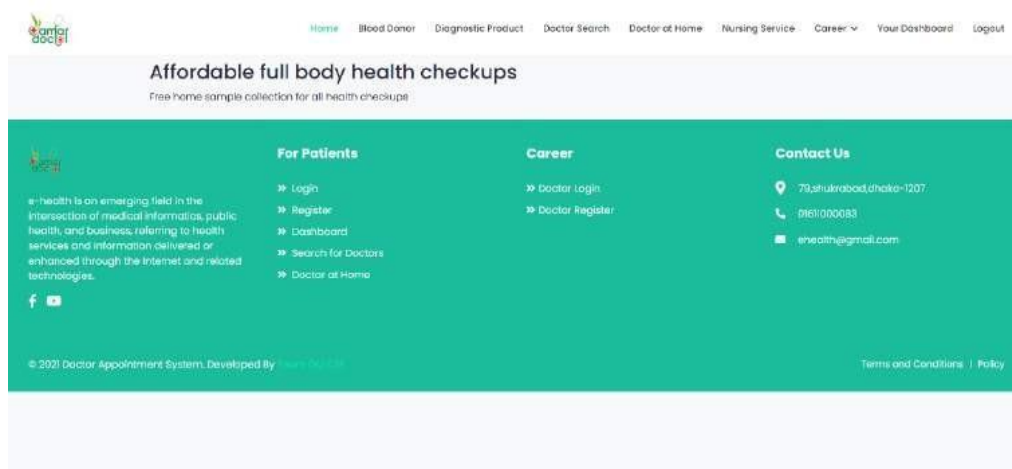 amar
doctor
Home Blood Donor Diagnostic Product Doctor Search Doctor at Home Nursing Service Career Your Dashboard Logout
Affordable full body health checkups
Free home sample collection for all health checkups
For Patients
» Login
» Register
» Dashboard
» Search for Doctors
» Doctor at Home
Career
» Doctor Login
» Doctor Register
Contact Us
79,shukrabad,dhaka-1207
01611000083
ehealth@gmail.com
e-health is an emerging field in the
intersection of medical informatics, public
health, and business, referring to health
services and information delivered or
enhanced through the Internet and related
technologies.
© 2021 Doctor Appointment System. Developed By
Terms and Conditions | Policy